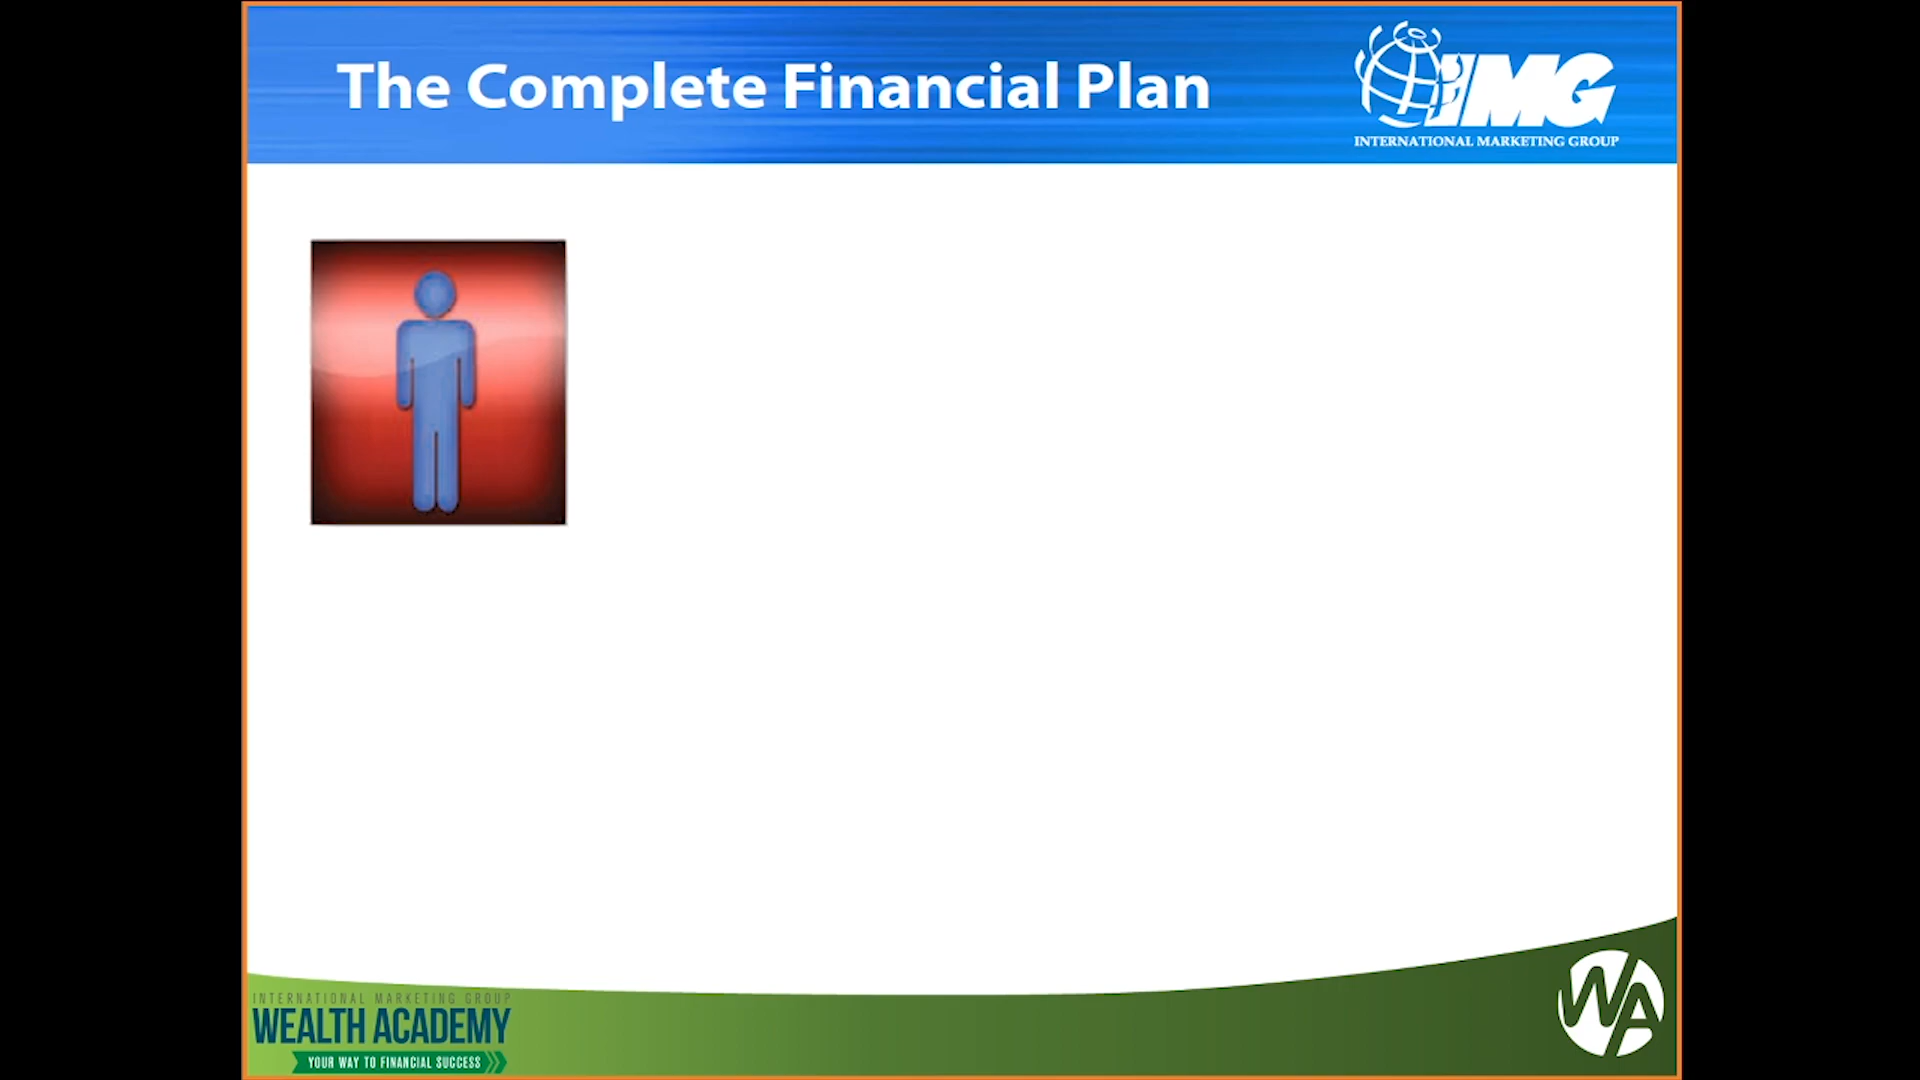 The Complete Financial Plan
IMG
INTERNATIONAL MARKETING GROUP
INTERNATIONAL MARKETING GROUP
WEALTH ACADEMY
YOUR WAY TO FINANCIAL SUCCESS
WA